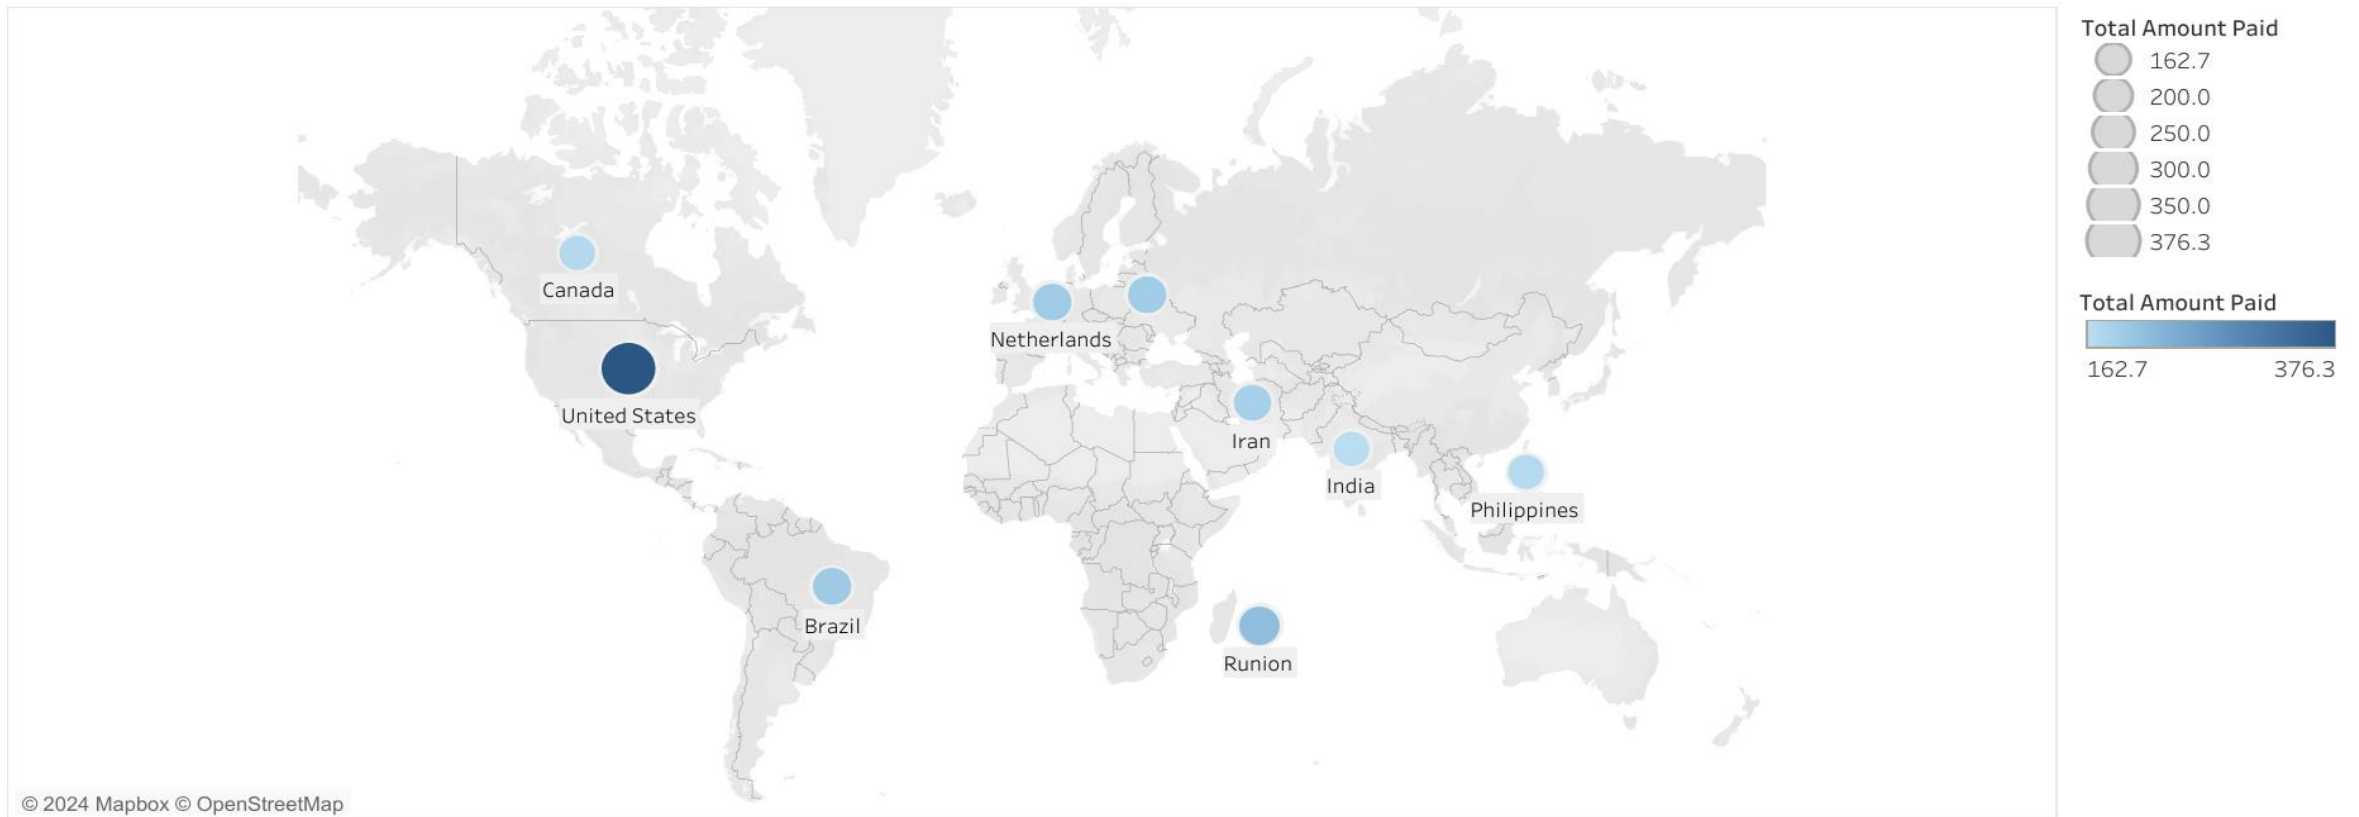 Total Amount Paid
162.7
200.0
250.0
300.0
350.0
376.3
Total Amount Paid
162.7 376.3
Canada
Netherlands
United States
Iran
India
Philippines
Brazil
Runion
© 2024 Mapbox © OpenStreetMap